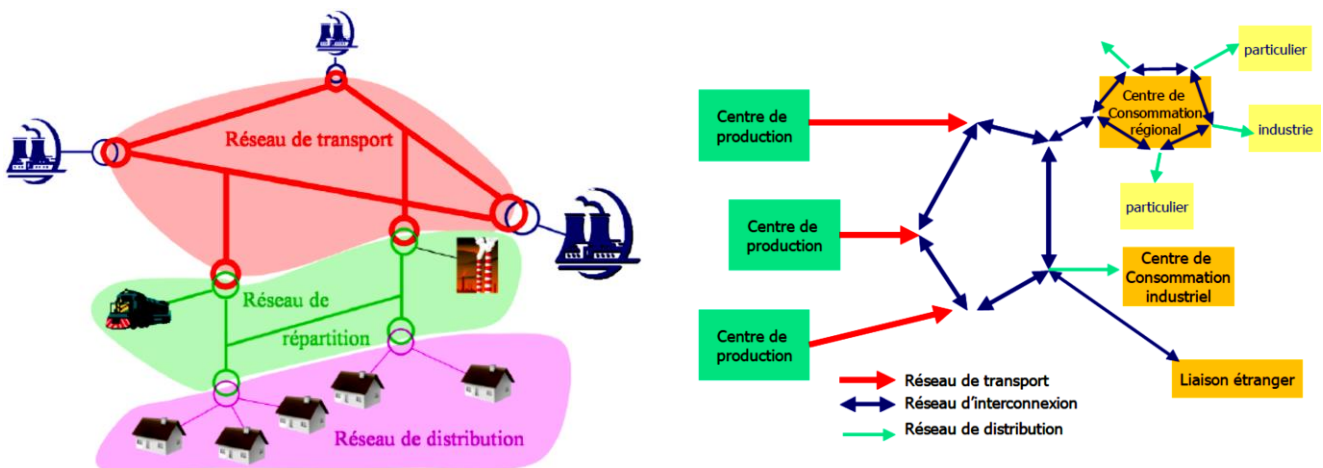 Réseau de transport
Réseau de
répartition
Réseau de distribution
Centre de
production
Centre de
production
Centre de
production
Centre de
Consommation
régional
particulier
industrie
particulier
Centre de
Consommation
industriel
Liaison étranger
Réseau de transport
Réseau d'interconnexion
Réseau de distribution